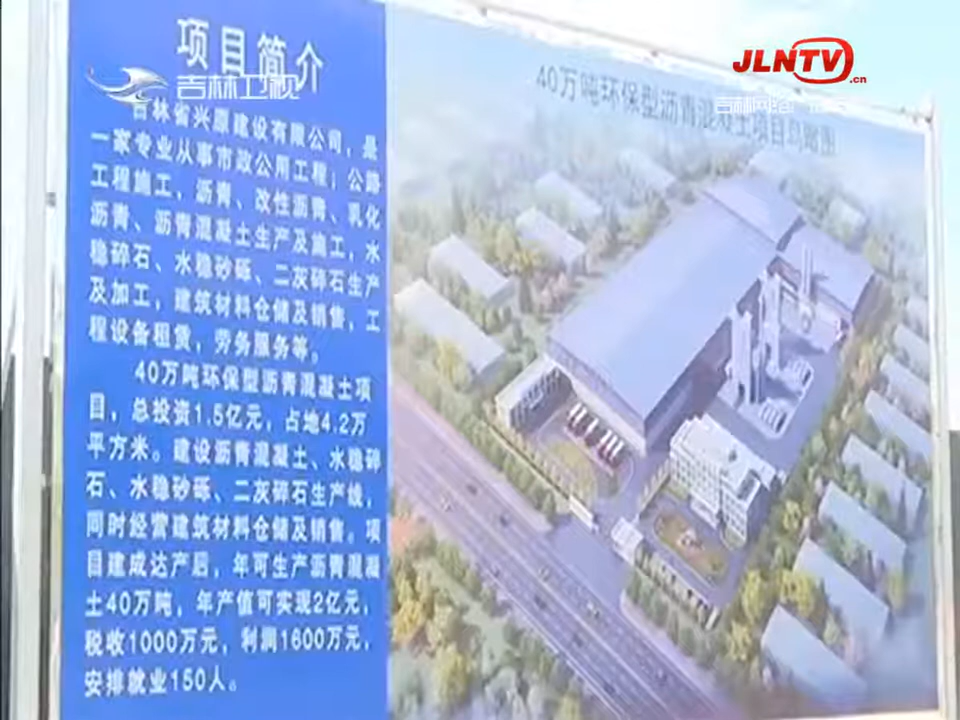 项目简介
吉林卫视
JLNTV
.cn
40万吨环保型沥青混凝土项目鸟瞰图
吉林省兴原建设有限公司，是
一家专业从事市政公用工程；公路
工程施工，沥青、改性沥青、乳化
沥青、沥青混凝土生产及施工，水
稳碎石、水稳砂砾、二灰碎石生产
及加工，建筑材料仓储及销售，工
程设备租赁，劳务服务等。
40万吨环保型沥青混凝土项
目，总投资1.5亿元，占地4.2万
平方米。建设沥青混凝土、水稳碎
石、水稳砂砾、二灰碎石生产线，
同时经营建筑材料仓储及销售。项
目建成达产后，年可生产沥青混凝
土40万吨，年产值可实现2亿元，
税收1000万元，利润1600万元，
安排就业150人。